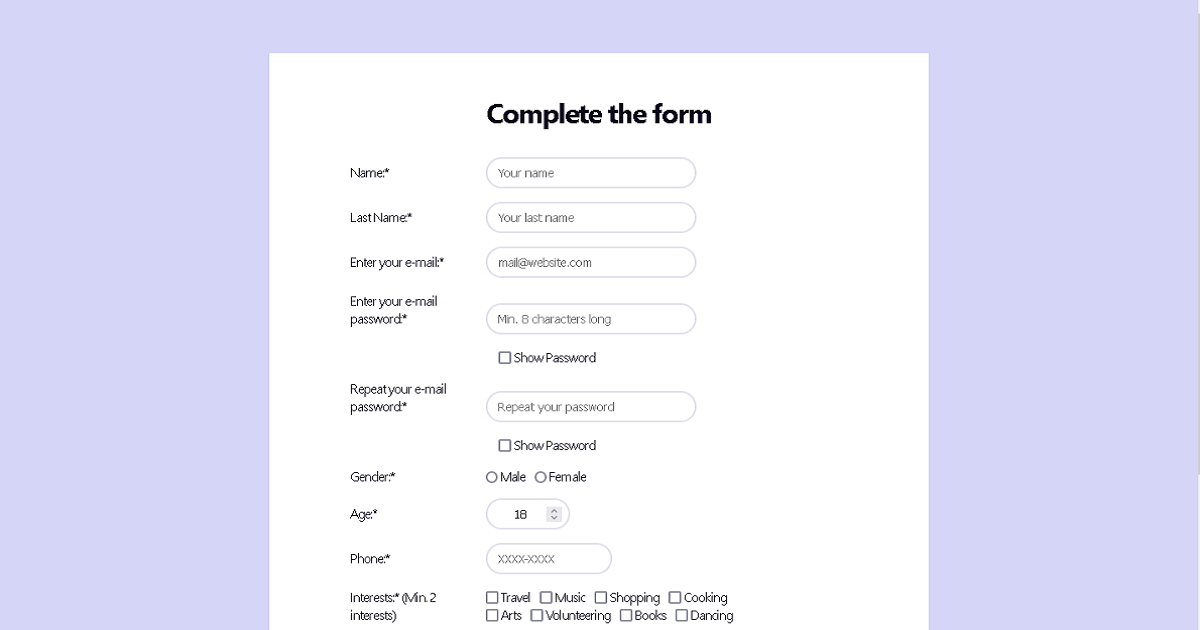 Complete the form
Name:* Your name
Last Name:* Your last name
Enter your e-mail:* mail@website.com
Enter your e-mail
password:* Min. 8 characters long
Show Password
Repeat your e-mail
password:* Repeat your password
Show Password
Gender:* Male Female
Age:* 18
Phone:* XXXX-XXXX
Interests:* (Min. 2 Travel Music Shopping Cooking
interests) Arts Volunteering Books Dancing